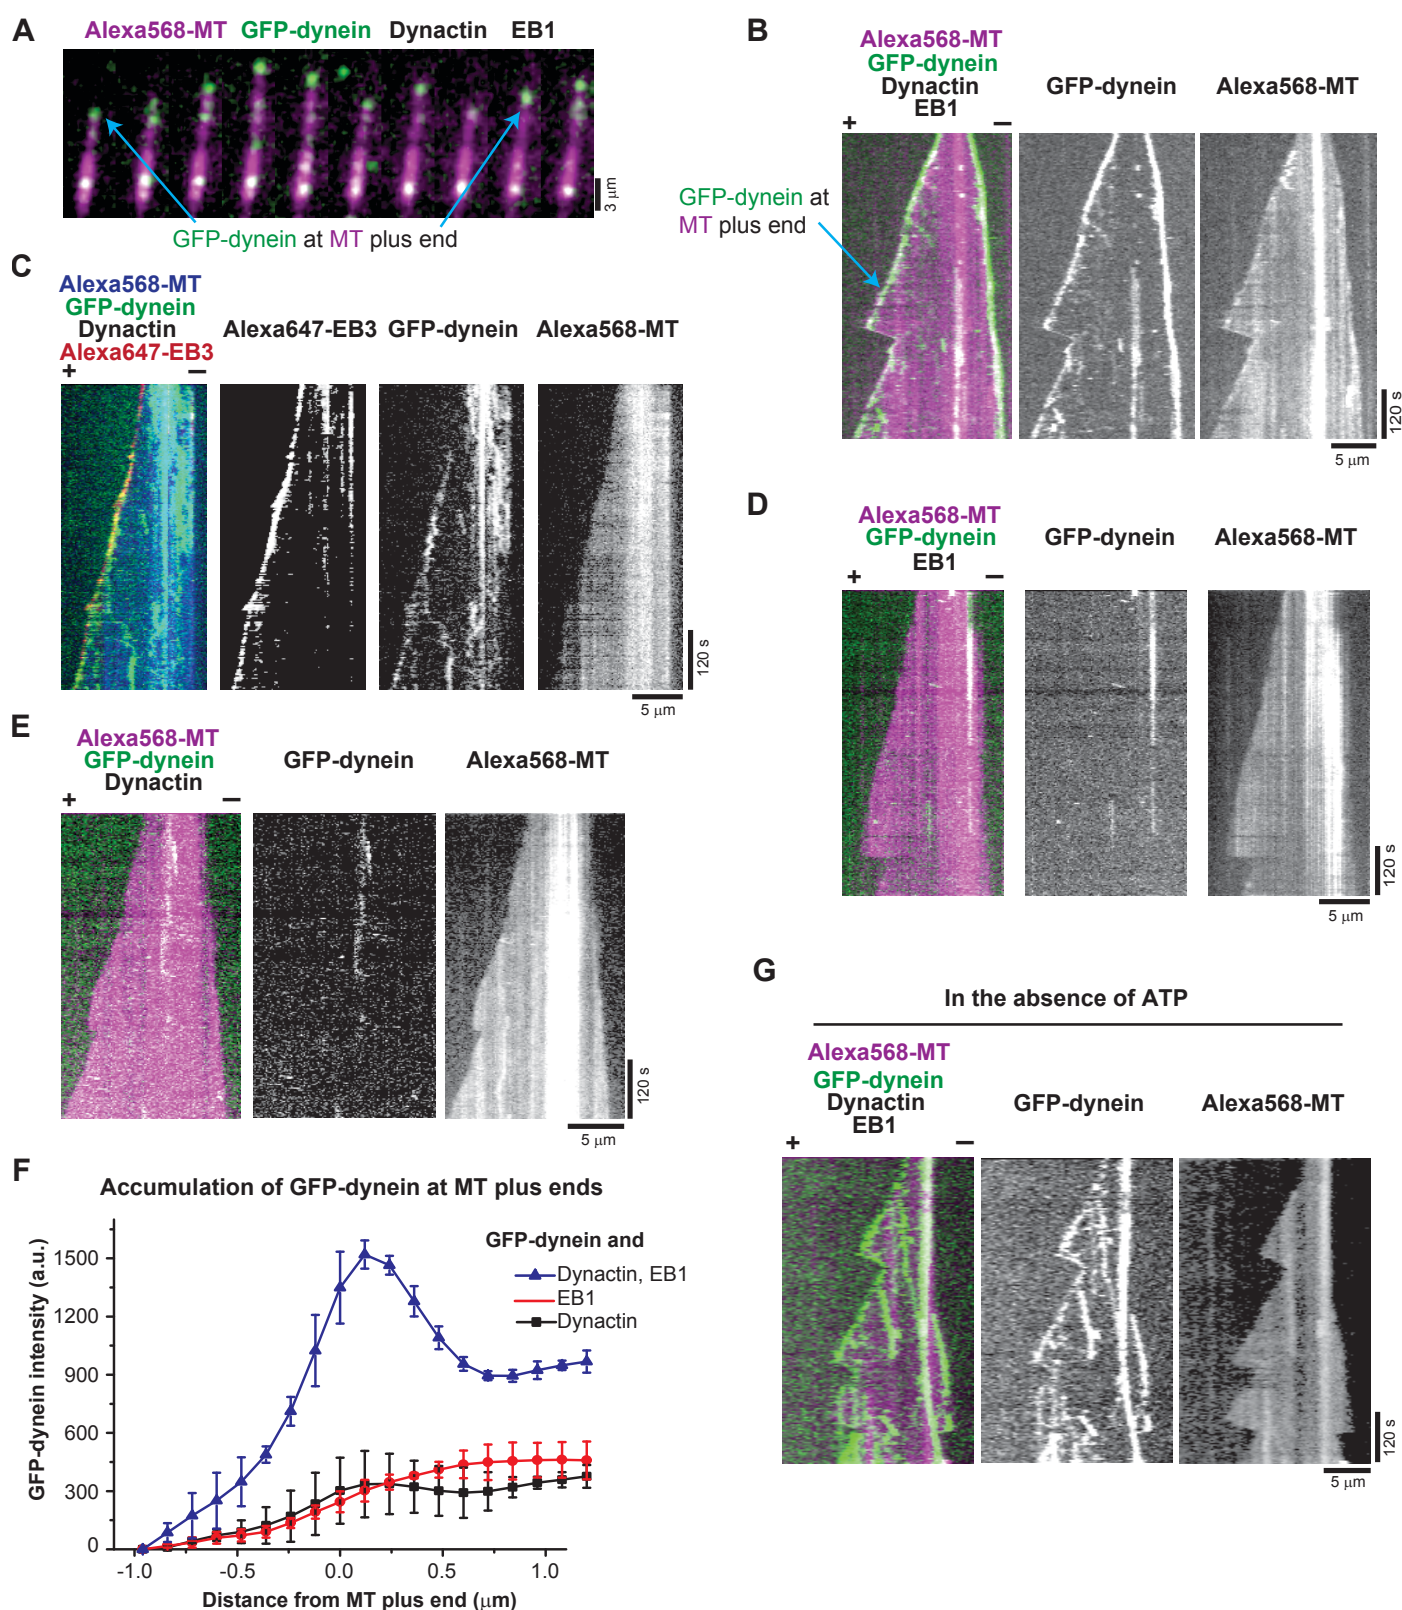 A
Alexa568-MT GFP-dynein Dynactin EB1
3 μm
GFP-dynein at MT plus end
B
Alexa568-MT
GFP-dynein
Dynactin
EB1
+ –
GFP-dynein
Alexa568-MT
GFP-dynein at
MT plus end
120 s
5 μm
C
Alexa568-MT
GFP-dynein
Dynactin
Alexa647-EB3
+ –
Alexa647-EB3
GFP-dynein
Alexa568-MT
120 s
5 μm
D
Alexa568-MT
GFP-dynein
EB1
+ –
GFP-dynein
Alexa568-MT
120 s
5 μm
E
Alexa568-MT
GFP-dynein
Dynactin
+ –
GFP-dynein
Alexa568-MT
120 s
5 μm
F
Accumulation of GFP-dynein at MT plus ends
GFP-dynein intensity (a.u.)
1500
1200
900
600
300
0
GFP-dynein and
Dynactin, EB1
EB1
Dynactin
-1.0 -0.5 0.0 0.5 1.0
Distance from MT plus end (μm)
G
In the absence of ATP
Alexa568-MT
GFP-dynein
Dynactin
EB1
+ –
GFP-dynein
Alexa568-MT
120 s
5 μm